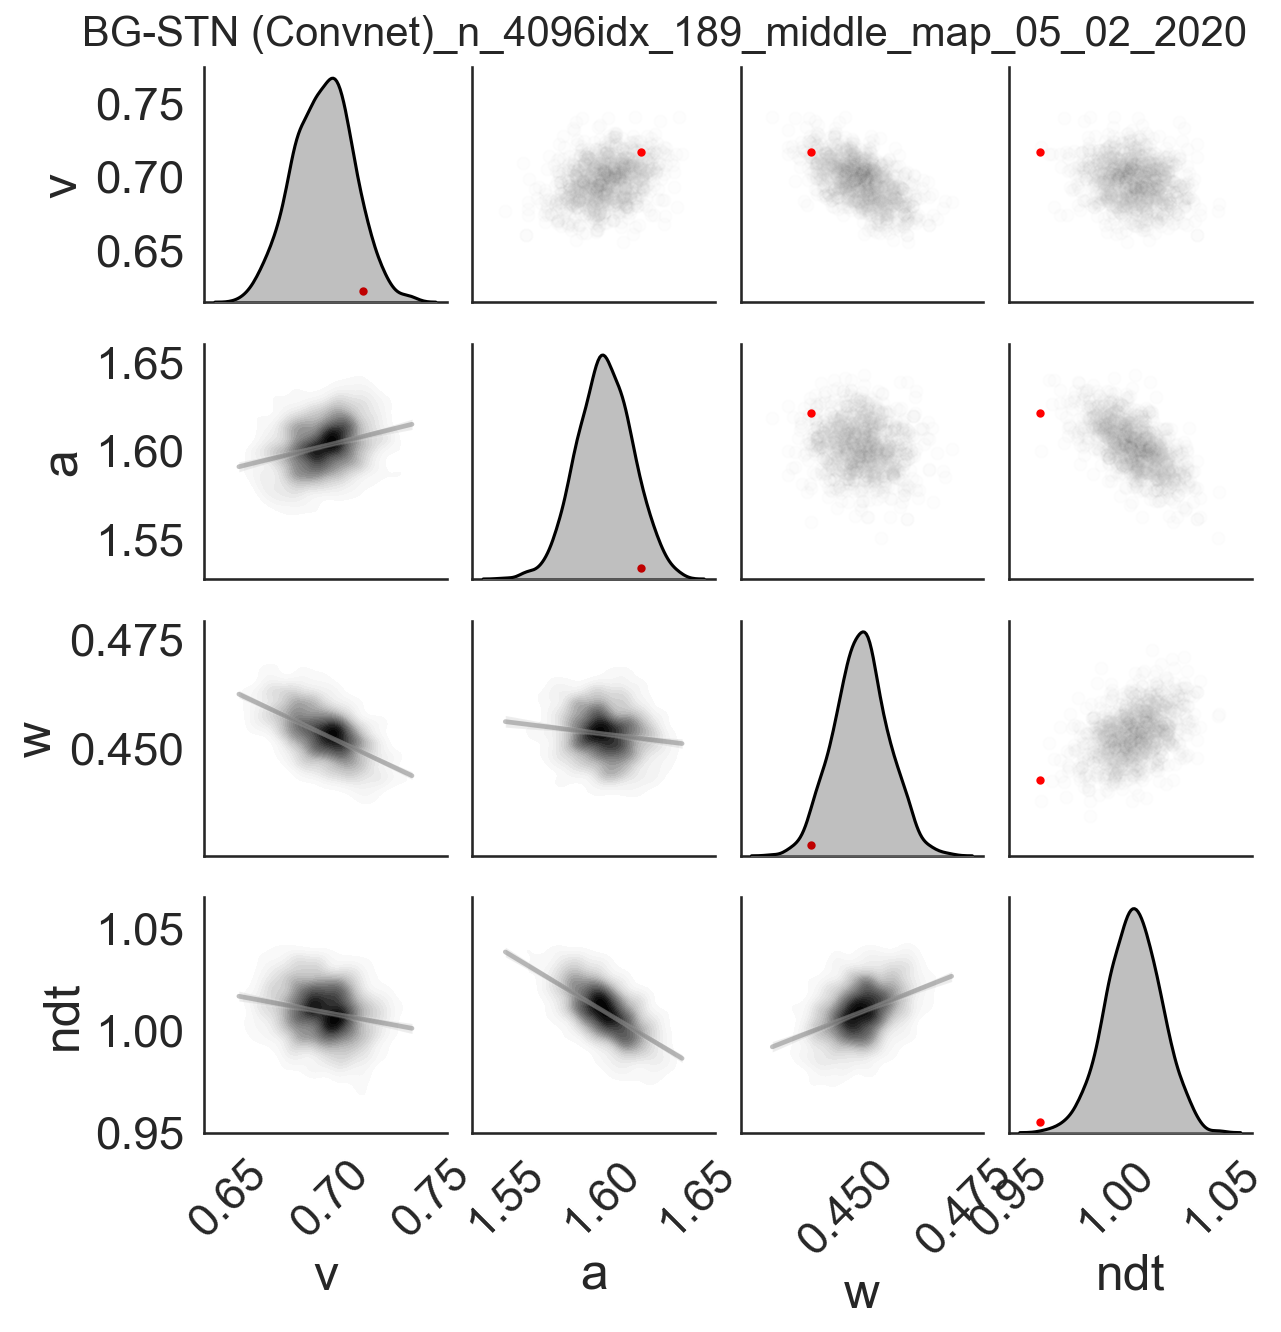 BG-STN (Convnet)_n_4096idx_189_middle_map_05_02_2020
0.75
0.70
0.65
v
1.65
1.60
1.55
a
0.475
0.450
w
1.05
1.00
0.95
ndt
0.65 0.70 0.75
1.55 1.60 1.65
0.450 0.475
0.95 1.00 1.05
v a w ndt